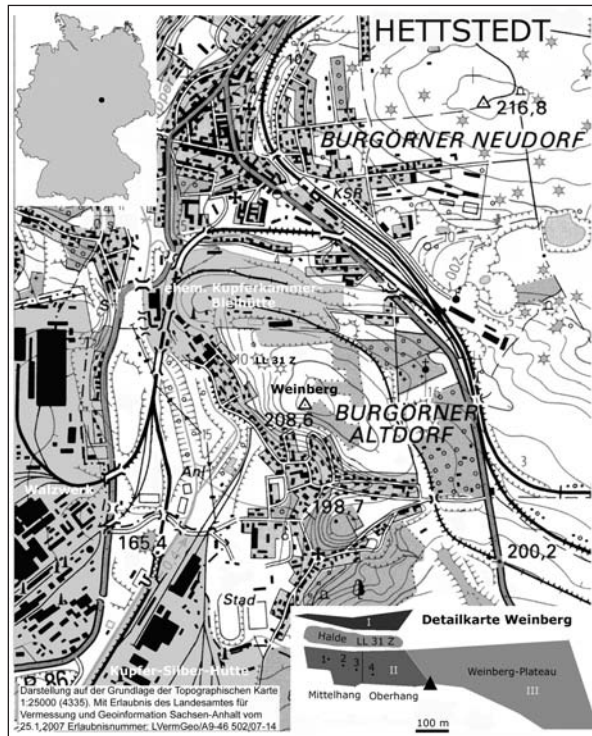 HETTSTEDT
216,8
BURGÖRNER NEUDORF
KSR
ehem. Kupferkammer-
Bleihütte
LL 31 Z
Weinberg
208,6
BURGÖRNER
ALTDORF
Anl
Walzwerk
198,7
165,4
200,2
Stad
Kupfer-Silber-Hütte
Detailkarte Weinberg
I
Halde LL 31 Z
1 2 3 4 II
Weinberg-Plateau
III
Mittelhang Oberhang
100 m
Darstellung auf der Grundlage der Topographischen Karte
1:25000 (4335). Mit Erlaubnis des Landesamtes für
Vermessung und Geoinformation Sachsen-Anhalt vom
25.1.2007 Erlaubnisnummer: LVermGeo/A9-46 502/07-14